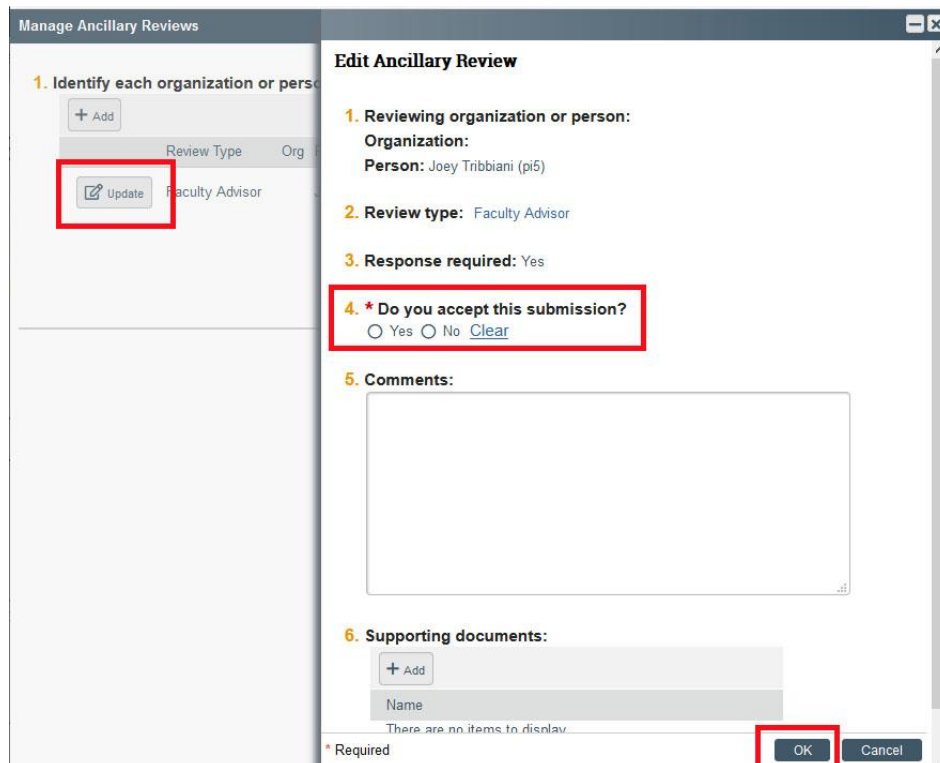 Manage Ancillary Reviews
1. Identify each organization or pers
+ Add
Review Type Org
Update Faculty Advisor
Edit Ancillary Review
1. Reviewing organization or person:
Organization:
Person: Joey Tribbiani (pi5)
2. Review type: Faculty Advisor
3. Response required: Yes
4. * Do you accept this submission?
Yes No Clear
5. Comments:
6. Supporting documents:
+ Add
Name
There are no items to display
* Required OK Cancel